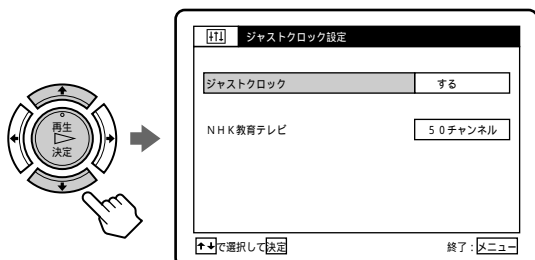 ジャストクロック設定
ジャストクロック する
再生
決定
NHK教育テレビ 50チャンネル
↑↓で選択して決定 終了:メニュー